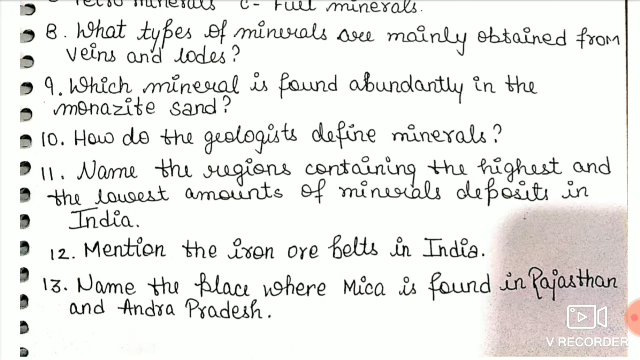 minerals C- Fuel minerals.
8. What types of minerals are mainly obtained from
veins and lodes?
9. Which mineral is found abundantly in the
monazite sand?
10. How do the geologists define minerals?
11. Name the regions containing the highest and
the lowest amounts of minerals deposits in
India.
12. Mention the iron ore belts in India.
13. Name the place where Mica is found in Rajasthan
and Andra Pradesh.
V RECORDER